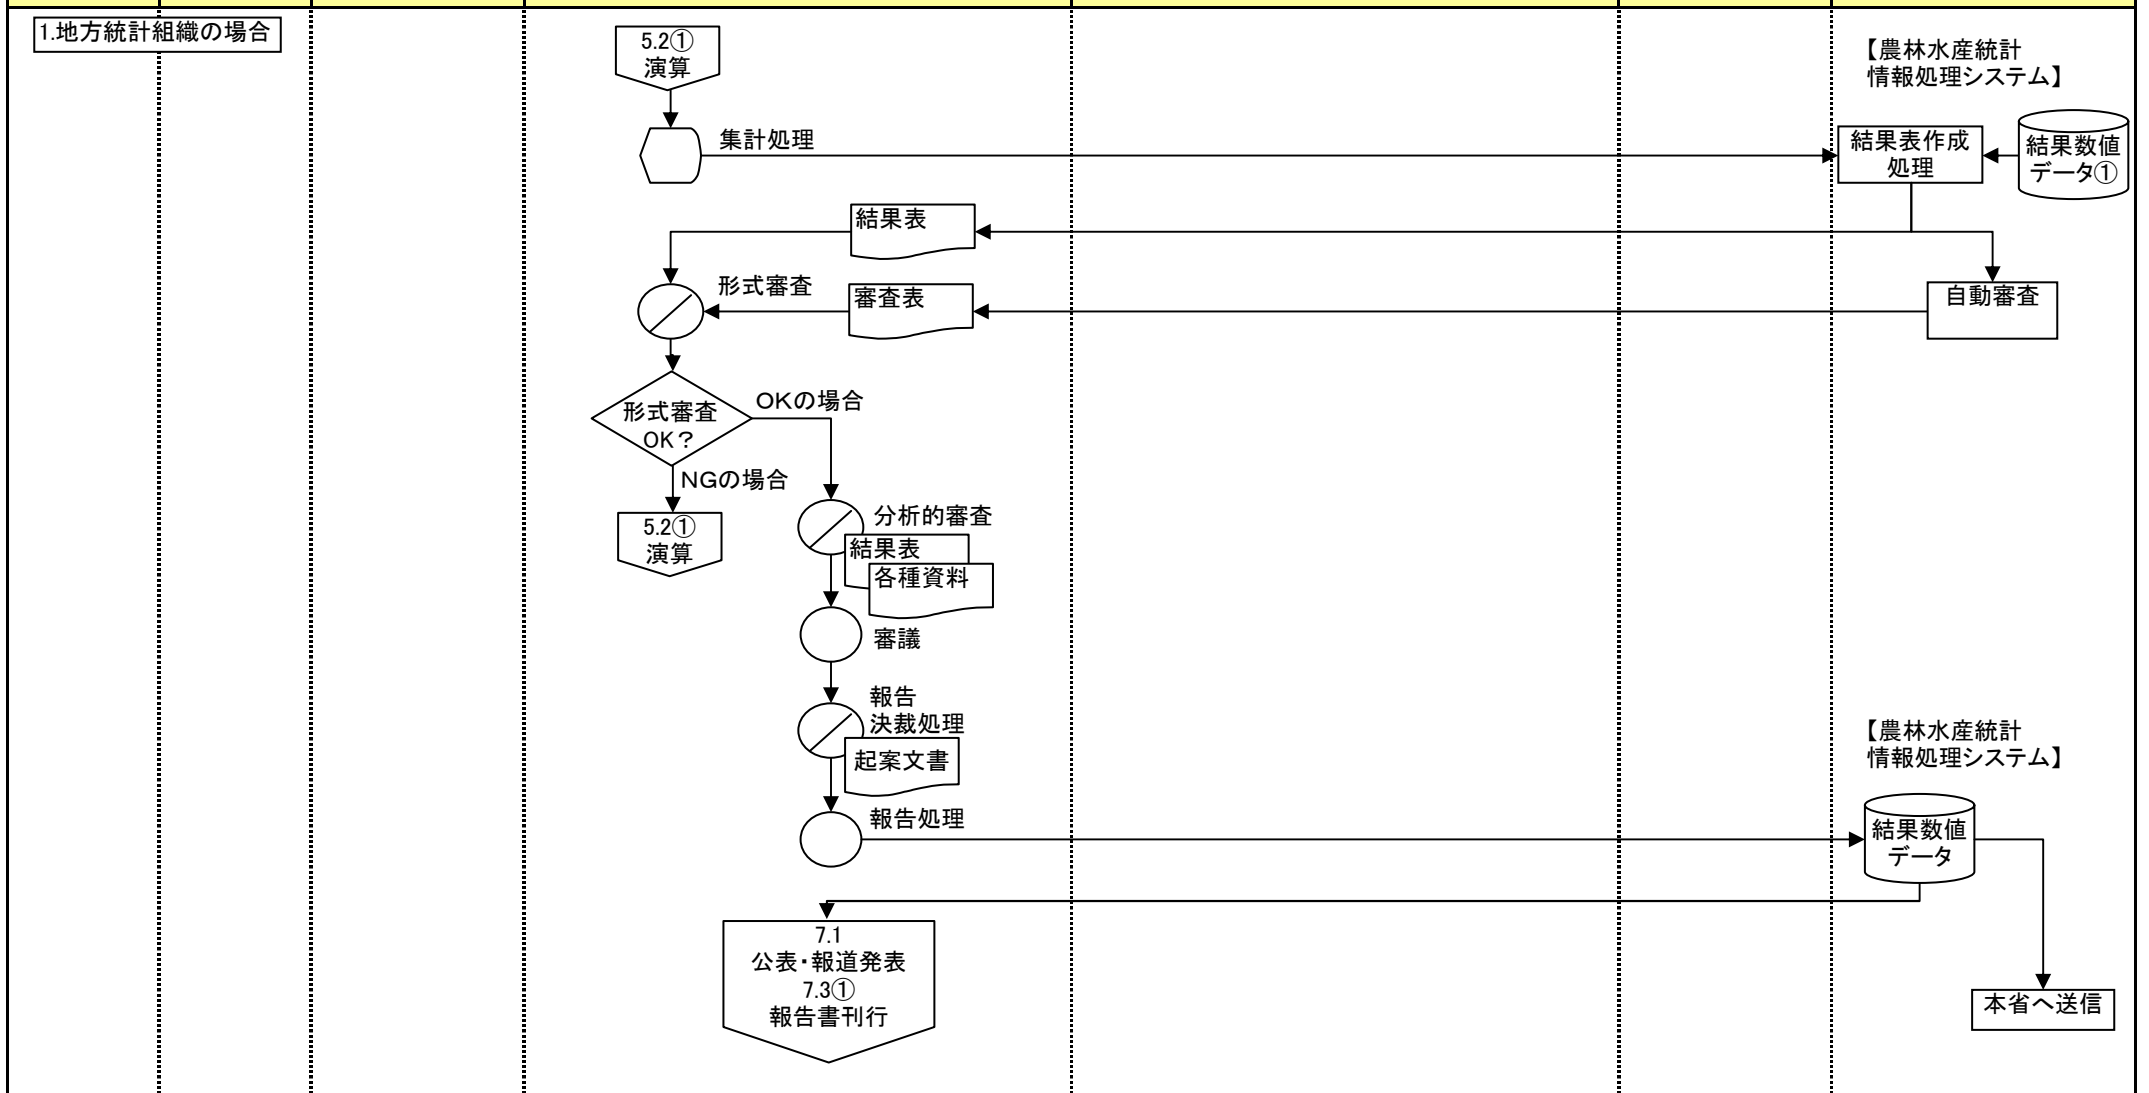 1.地方統計組織の場合
5.2①
演算
【農林水産統計
情報処理システム】
集計処理
結果表作成
処理
結果数値
データ①
結果表
形式審査
審査表
自動審査
形式審査
OK？
OKの場合
NGの場合
5.2①
演算
分析的審査
結果表
各種資料
審議
報告
決裁処理
起案文書
【農林水産統計
情報処理システム】
報告処理
結果数値
データ
7.1
公表・報道発表
7.3①
報告書刊行
本省へ送信